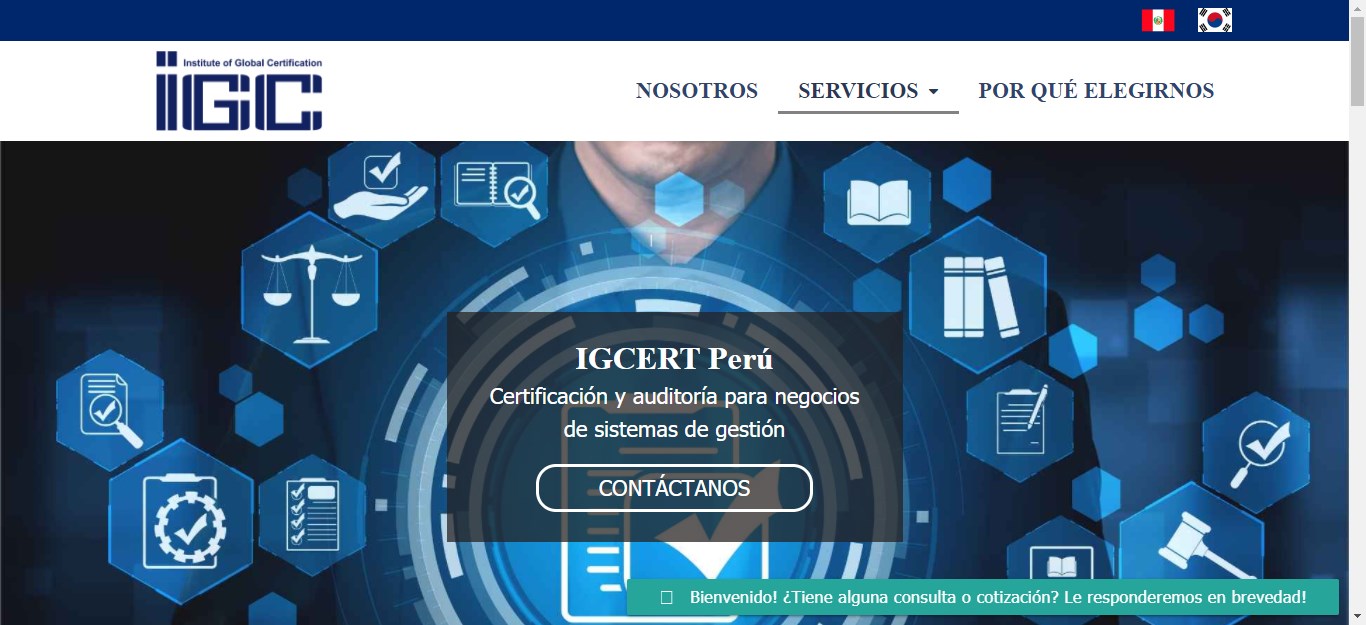 Institute of Global Certification
IGC
NOSOTROS
SERVICIOS
POR QUÉ ELEGIRNOS
IGCERT Perú
Certificación y auditoría para negocios
de sistemas de gestión
CONTÁCTANOS
Bienvenido! ¿Tiene alguna consulta o cotización? Le responderemos en brevedad!